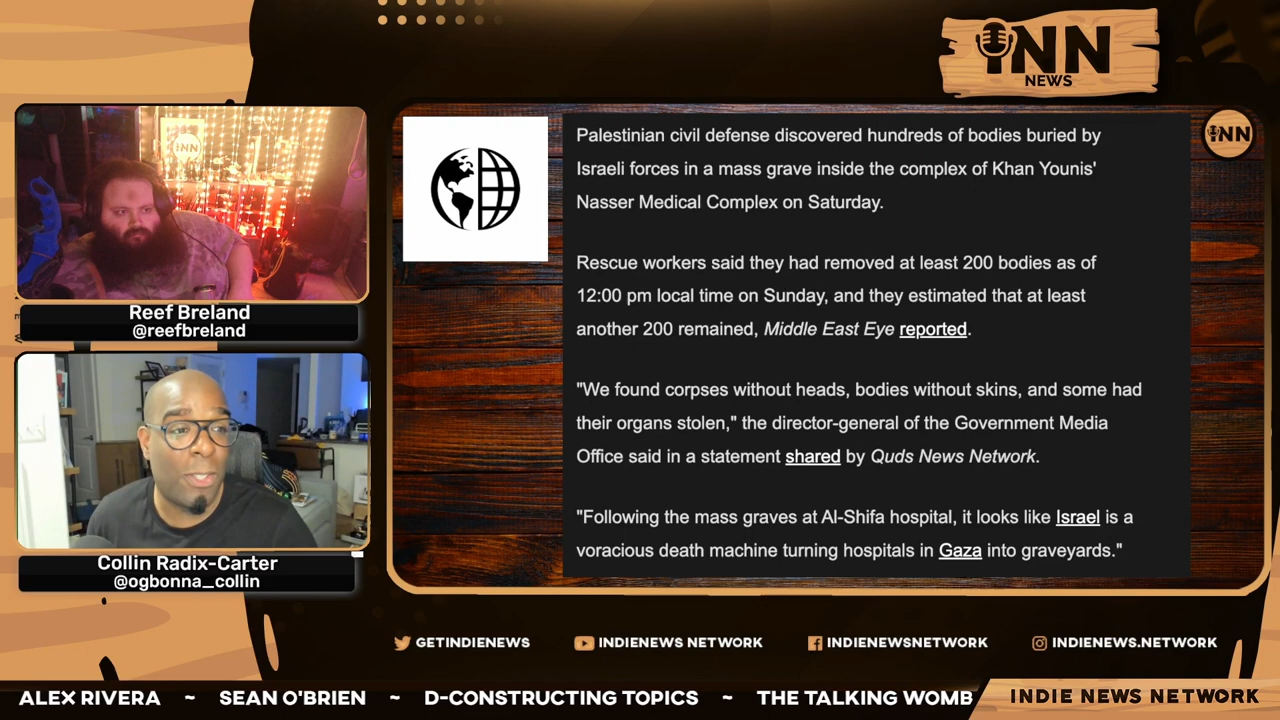 INN
NEWS
INN
INN
Palestinian civil defense discovered hundreds of bodies buried by
Israeli forces in a mass grave inside the complex of Khan Younis'
Nasser Medical Complex on Saturday.
Rescue workers said they had removed at least 200 bodies as of
12:00 pm local time on Sunday, and they estimated that at least
another 200 remained, Middle East Eye reported.
"We found corpses without heads, bodies without skins, and some had
their organs stolen," the director-general of the Government Media
Office said in a statement shared by Quds News Network.
"Following the mass graves at Al-Shifa hospital, it looks like Israel is a
voracious death machine turning hospitals in Gaza into graveyards."
Reef Breland
@reefbreland
Collin Radix-Carter
@ogbonna_collin
GETINDIENEWS
INDIENEWS NETWORK
INDIENEWSNETWORK
INDIENEWS.NETWORK
ALEX RIVERA ~ SEAN O'BRIEN ~ D-CONSTRUCTING TOPICS ~ THE TALKING WOMB
INDIE NEWS NETWORK